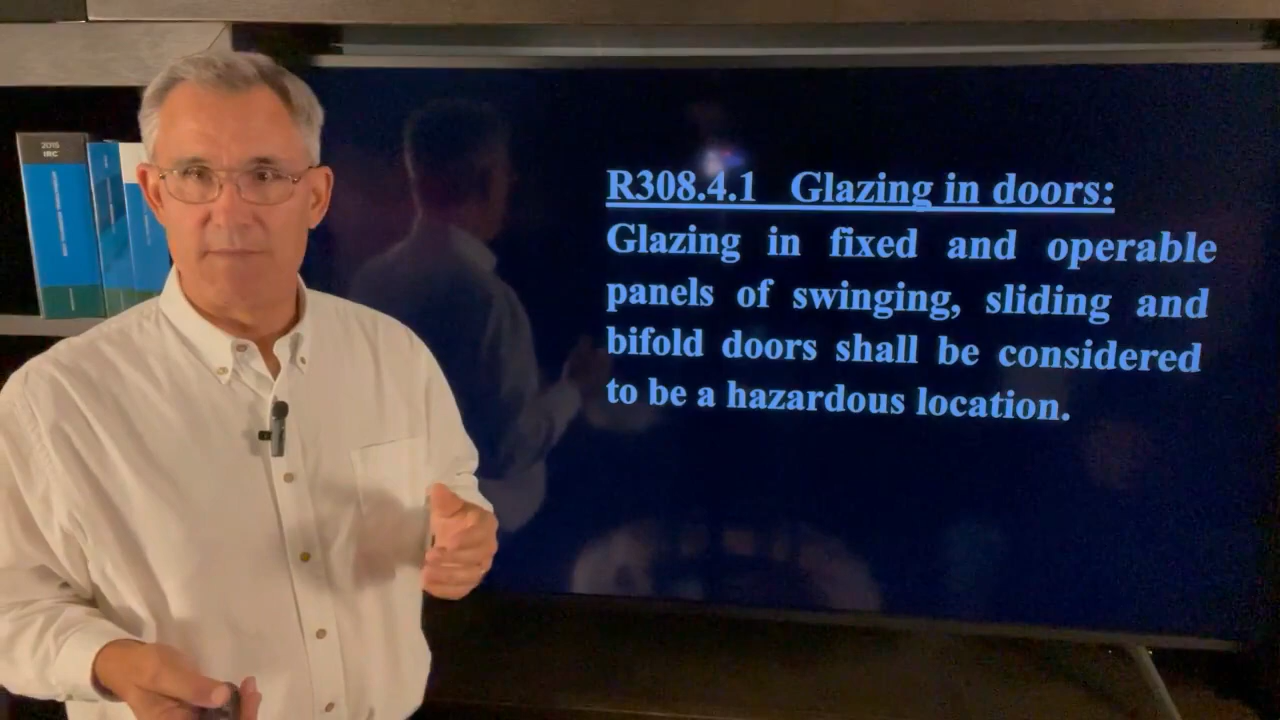 2015
IRC
R308.4.1 Glazing in doors:
Glazing in fixed and operable
panels of swinging, sliding and
bifold doors shall be considered
to be a hazardous location.